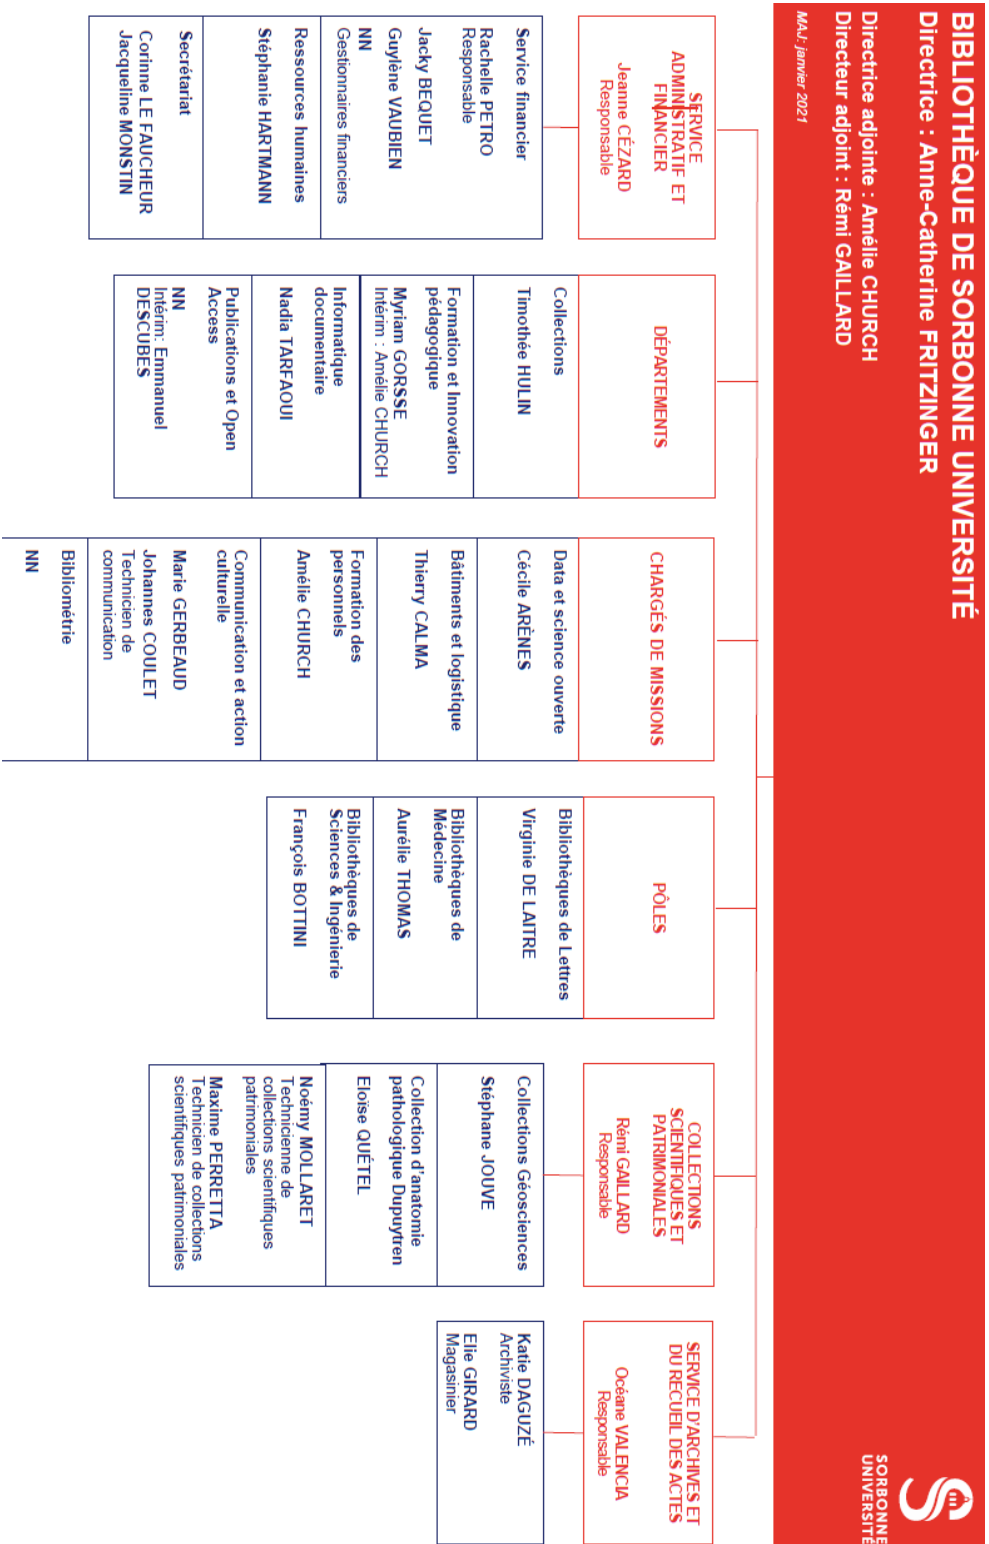 BIBLIOTHÈQUE DE SORBONNE UNIVERSITÉ
Directrice : Anne-Catherine FRITZINGER
Directrice adjointe : Amélie CHURCH
Directeur adjoint : Rémi GAILLARD
MAJ: janvier 2021
SORBONNE
UNIVERSITÉ
SERVICE
ADMINISTRATIF ET
FINANCIER
Jeanne CÉZARD
Responsable
Service financier
Rachelle PETRO
Responsable
Jacky BEQUET
Guylène VAUBIEN
NN
Gestionnaires financiers
Ressources humaines
Stéphanie HARTMANN
Secrétariat
Corinne LE FAUCHEUR
Jacqueline MONSTIN
DÉPARTEMENTS
Collections
Timothée HULIN
Formation et Innovation
pédagogique
Myriam GORSSE
Intérim : Amélie CHURCH
Informatique
documentaire
Nadia TARFAOUI
Publications et Open
Access
NN
Intérim: Emmanuel
DESCUBES
CHARGÉS DE MISSIONS
Data et science ouverte
Cécile ARÈNES
Bâtiments et logistique
Thierry CALMA
Formation des
personnels
Amélie CHURCH
Communication et action
culturelle
Marie GERBEAUD
Johannes COULET
Technicien de
communication
Bibliométrie
NN
PÔLES
Bibliothèques de Lettres
Virginie DE LAITRE
Bibliothèques de
Médecine
Aurélie THOMAS
Bibliothèques de
Sciences & Ingénierie
François BOTTINI
COLLECTIONS
SCIENTIFIQUES ET
PATRIMONIALES
Rémi GAILLARD
Responsable
Collections Géosciences
Stéphane JOUVE
Collection d'anatomie
pathologique Dupuytren
Eloïse QUÉTEL
Noémy MOLLARET
Technicienne de
collections scientifiques
patrimoniales
Maxime PERRETTA
Technicien de collections
scientifiques patrimoniales
SERVICE D'ARCHIVES ET
DU RECUEIL DES ACTES
Océane VALENCIA
Responsable
Katie DAGUZÉ
Archiviste
Elie GIRARD
Magasinier